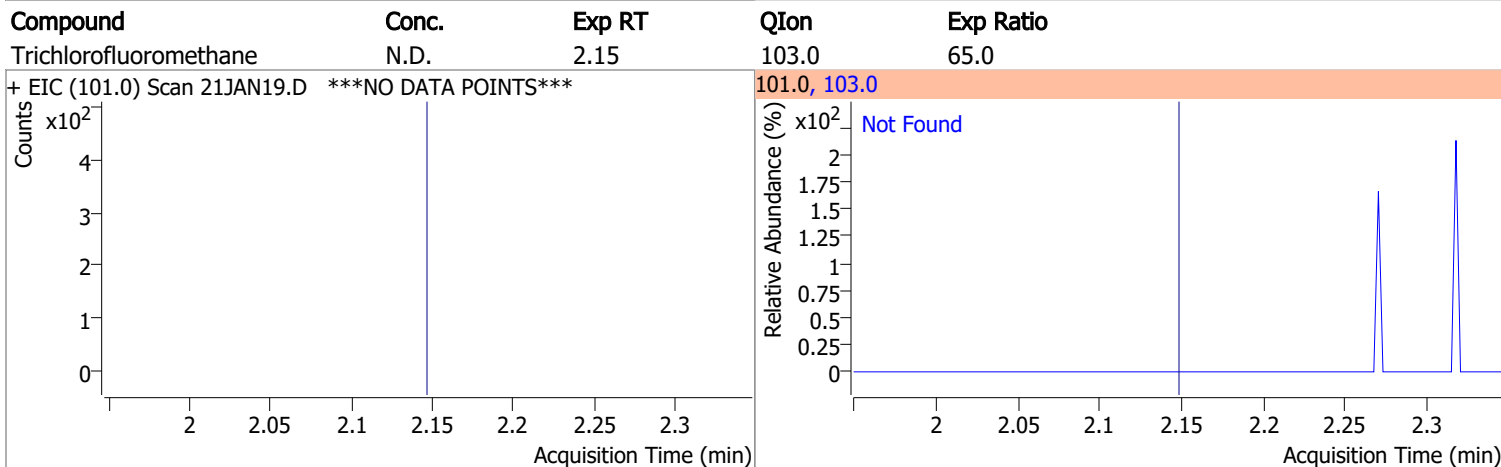 Compound Conc. Exp RT QIon Exp Ratio
Trichlorofluoromethane N.D. 2.15 103.0 65.0
+ EIC (101.0) Scan 21JAN19.D ***NO DATA POINTS***
Counts
x10²
4
3
2
1
0
2 2.05 2.1 2.15 2.2 2.25 2.3
Acquisition Time (min)
101.0, 103.0
Relative Abundance (%)
x10²
Not Found
2
1.75
1.5
1.25
1
0.75
0.5
0.25
0
2 2.05 2.1 2.15 2.2 2.25 2.3
Acquisition Time (min)